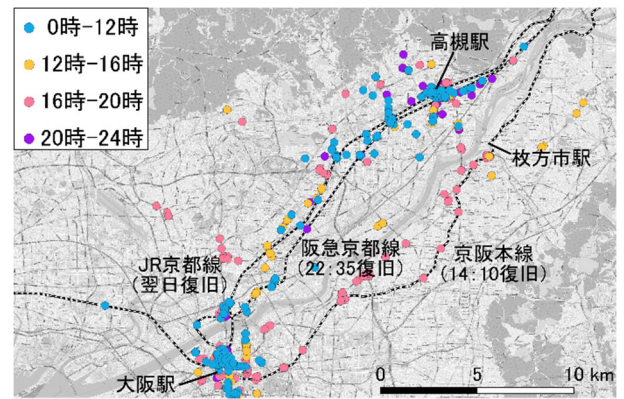 0時−12時
12時−16時
16時−20時
20時−24時
高槻駅
枚方市駅
阪急京都線
(22:35復旧)
京阪本線
(14:10復旧)
JR京都線
(翌日復旧)
大阪駅
0 5 10 km